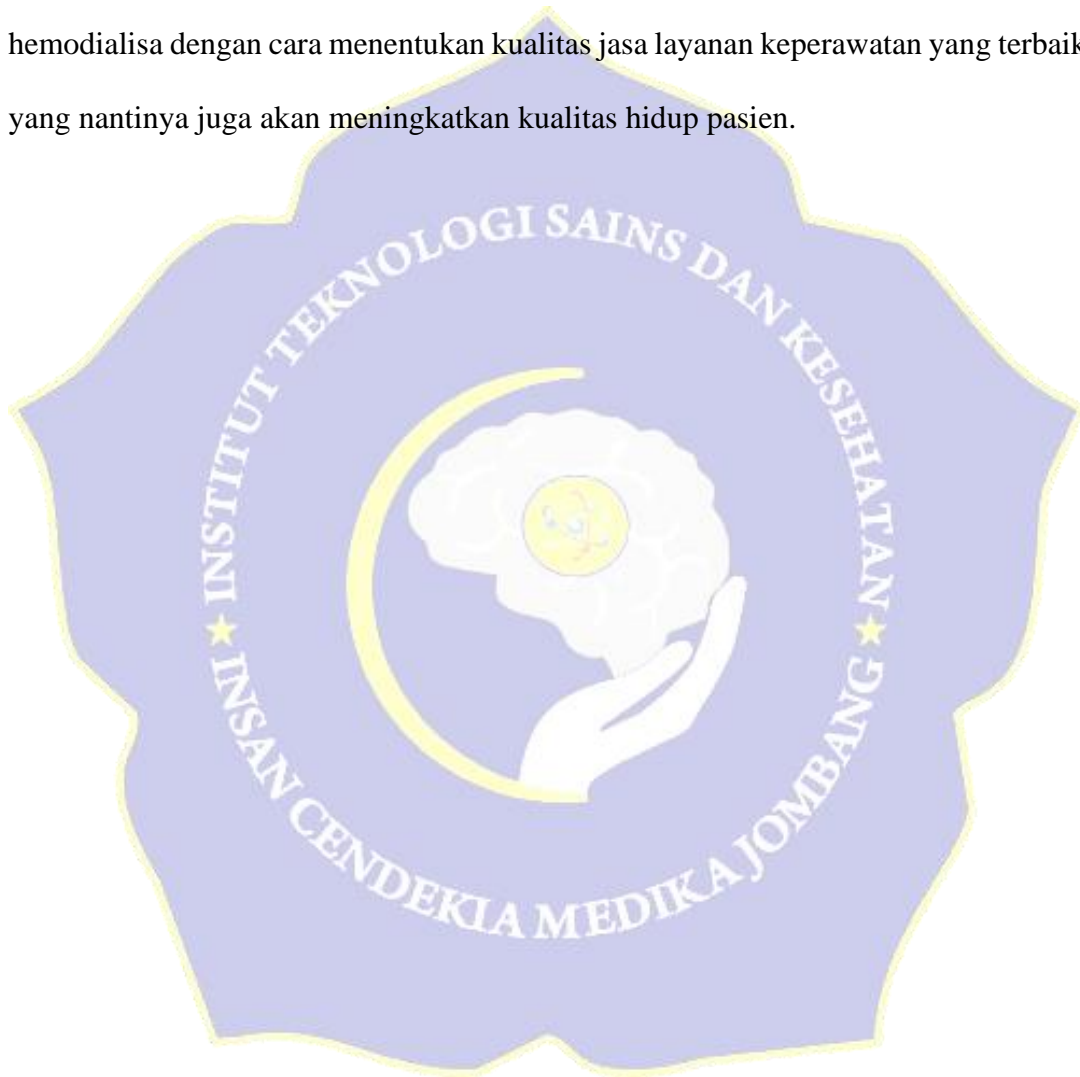 hemodialisa dengan cara menentukan kualitas jasa layanan keperawatan yang terbaik
yang nantinya juga akan meningkatkan kualitas hidup pasien.
INSTITUT TEKNOLOGI SAINS DAN KESEHATAN
INSAN CENDEKIA MEDIKA JOMBANG